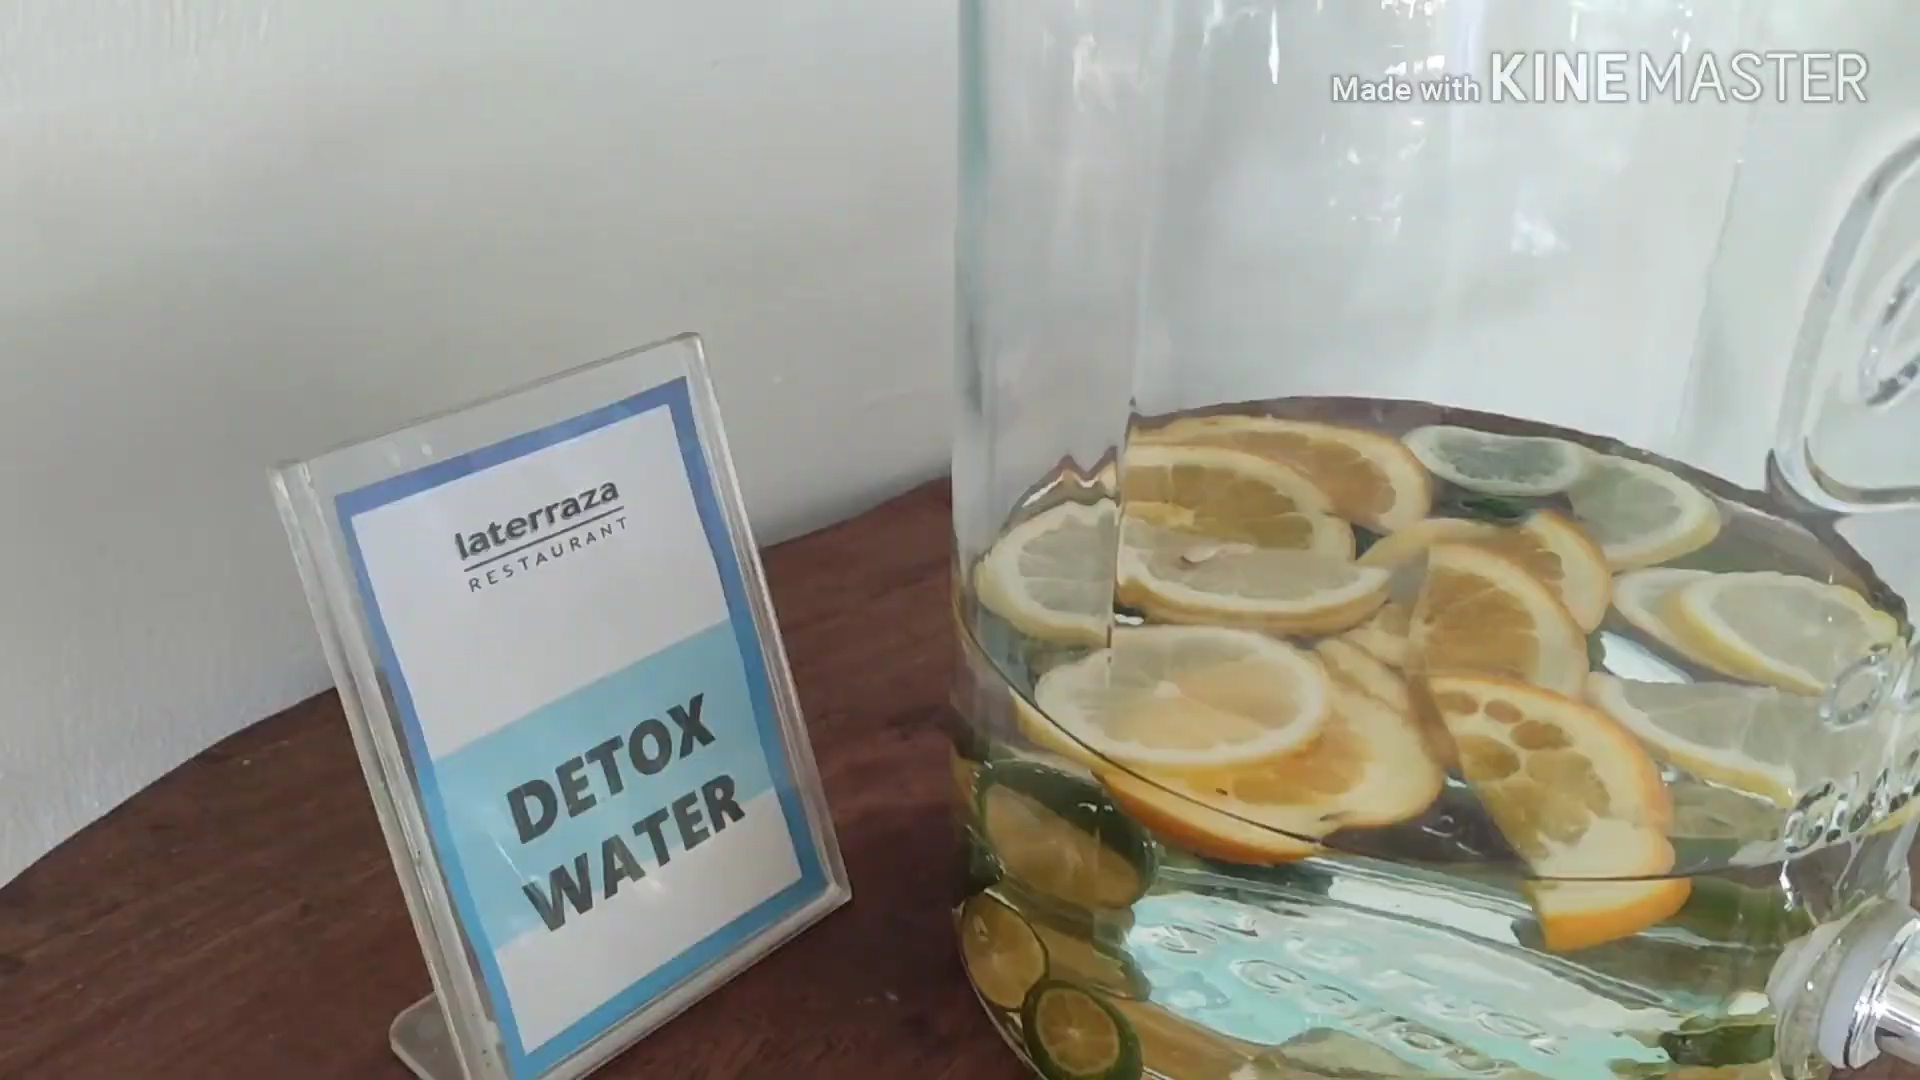 Made with KINEMASTER
laterraza
RESTAURANT
DETOX
WATER